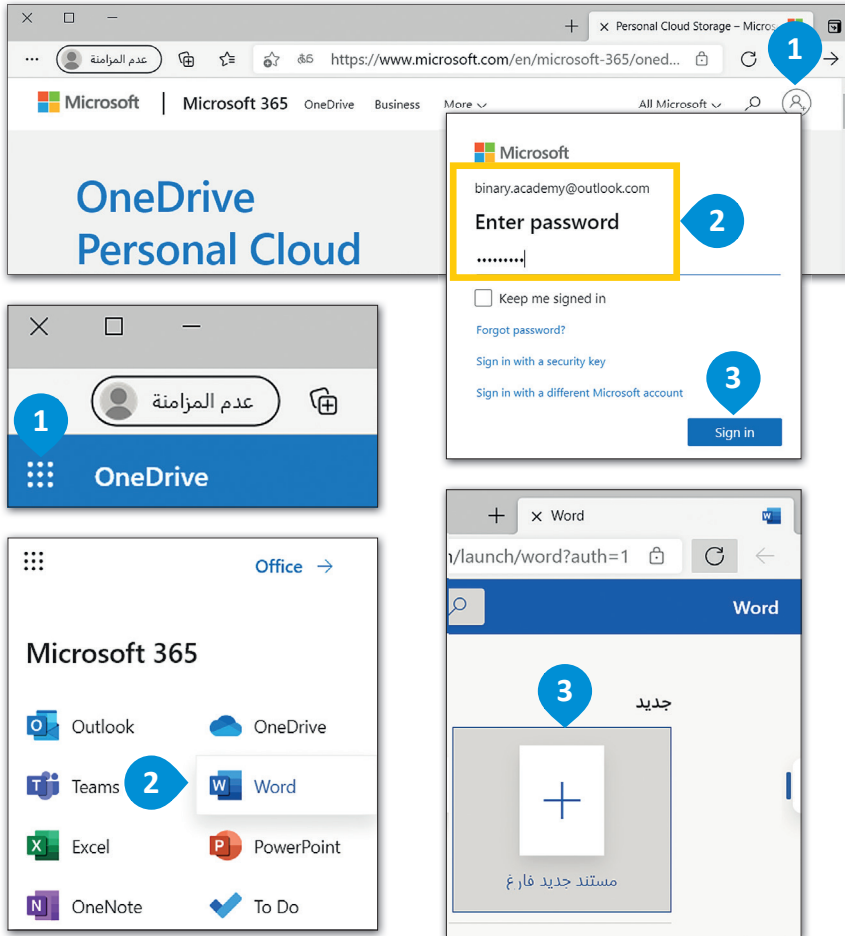 Personal Cloud Storage – Micros
عدم المزامنة
https://www.microsoft.com/en/microsoft-365/oned...
1
Microsoft
Microsoft 365
OneDrive
Business
More
All Microsoft
OneDrive
Personal Cloud
Microsoft
binary.academy@outlook.com
Enter password
2
Keep me signed in
Forgot password?
Sign in with a security key
Sign in with a different Microsoft account
3
Sign in
عدم المزامنة
1
OneDrive
Office
Microsoft 365
Outlook
OneDrive
Teams
2
Word
Excel
PowerPoint
OneNote
To Do
Word
/launch/word?auth=1
Word
جديد
3
مستند جديد فارغ